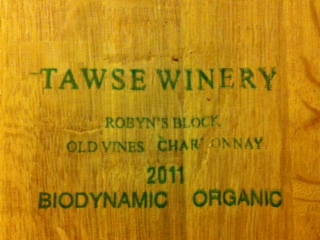 TAWSE WINERY
ROBYN'S BLOCK
OLD VINES CHARDONNAY
2011
BIODYNAMIC ORGANIC